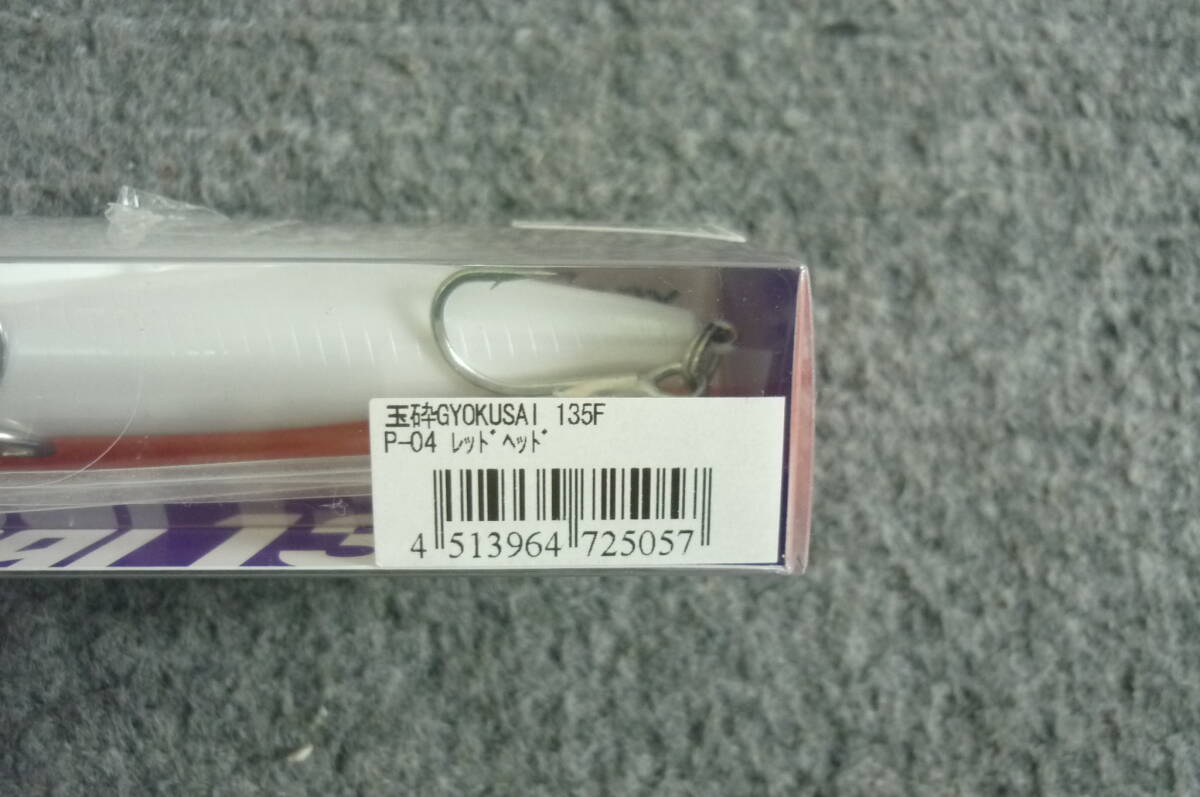 玉砕GYOKUSAI 135F
P-04 ﾚｯﾄﾞﾍｯﾄﾞ
4 513964 725057